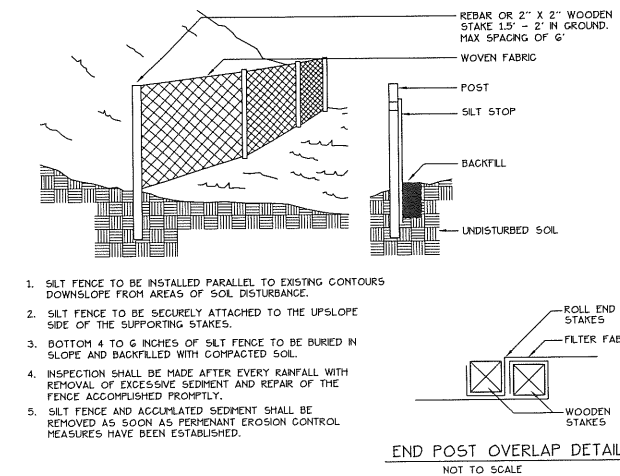 REBAR OR 2" X 2" WOODEN
STAKE 1.5' - 2' IN GROUND.
MAX SPACING OF 6'
WOVEN FABRIC
POST
SILT STOP
BACKFILL
UNDISTURBED SOIL
1. SILT FENCE TO BE INSTALLED PARALLEL TO EXISTING CONTOURS
DOWNSLOPE FROM AREAS OF SOIL DISTURBANCE.
2. SILT FENCE TO BE SECURELY ATTACHED TO THE UPSLOPE
SIDE OF THE SUPPORTING STAKES.
3. BOTTOM 4 TO 6 INCHES OF SILT FENCE TO BE BURIED IN
SLOPE AND BACKFILLED WITH COMPACTED SOIL.
4. INSPECTION SHALL BE MADE AFTER EVERY RAINFALL WITH
REMOVAL OF EXCESSIVE SEDIMENT AND REPAIR OF THE
FENCE ACCOMPLISHED PROMPTLY.
5. SILT FENCE AND ACCUMLATED SEDIMENT SHALL BE
REMOVED AS SOON AS PERMENANT EROSION CONTROL
MEASURES HAVE BEEN ESTABLISHED.
ROLL END
STAKES
FILTER FAB
WOODEN
STAKES
END POST OVERLAP DETAIL
NOT TO SCALE